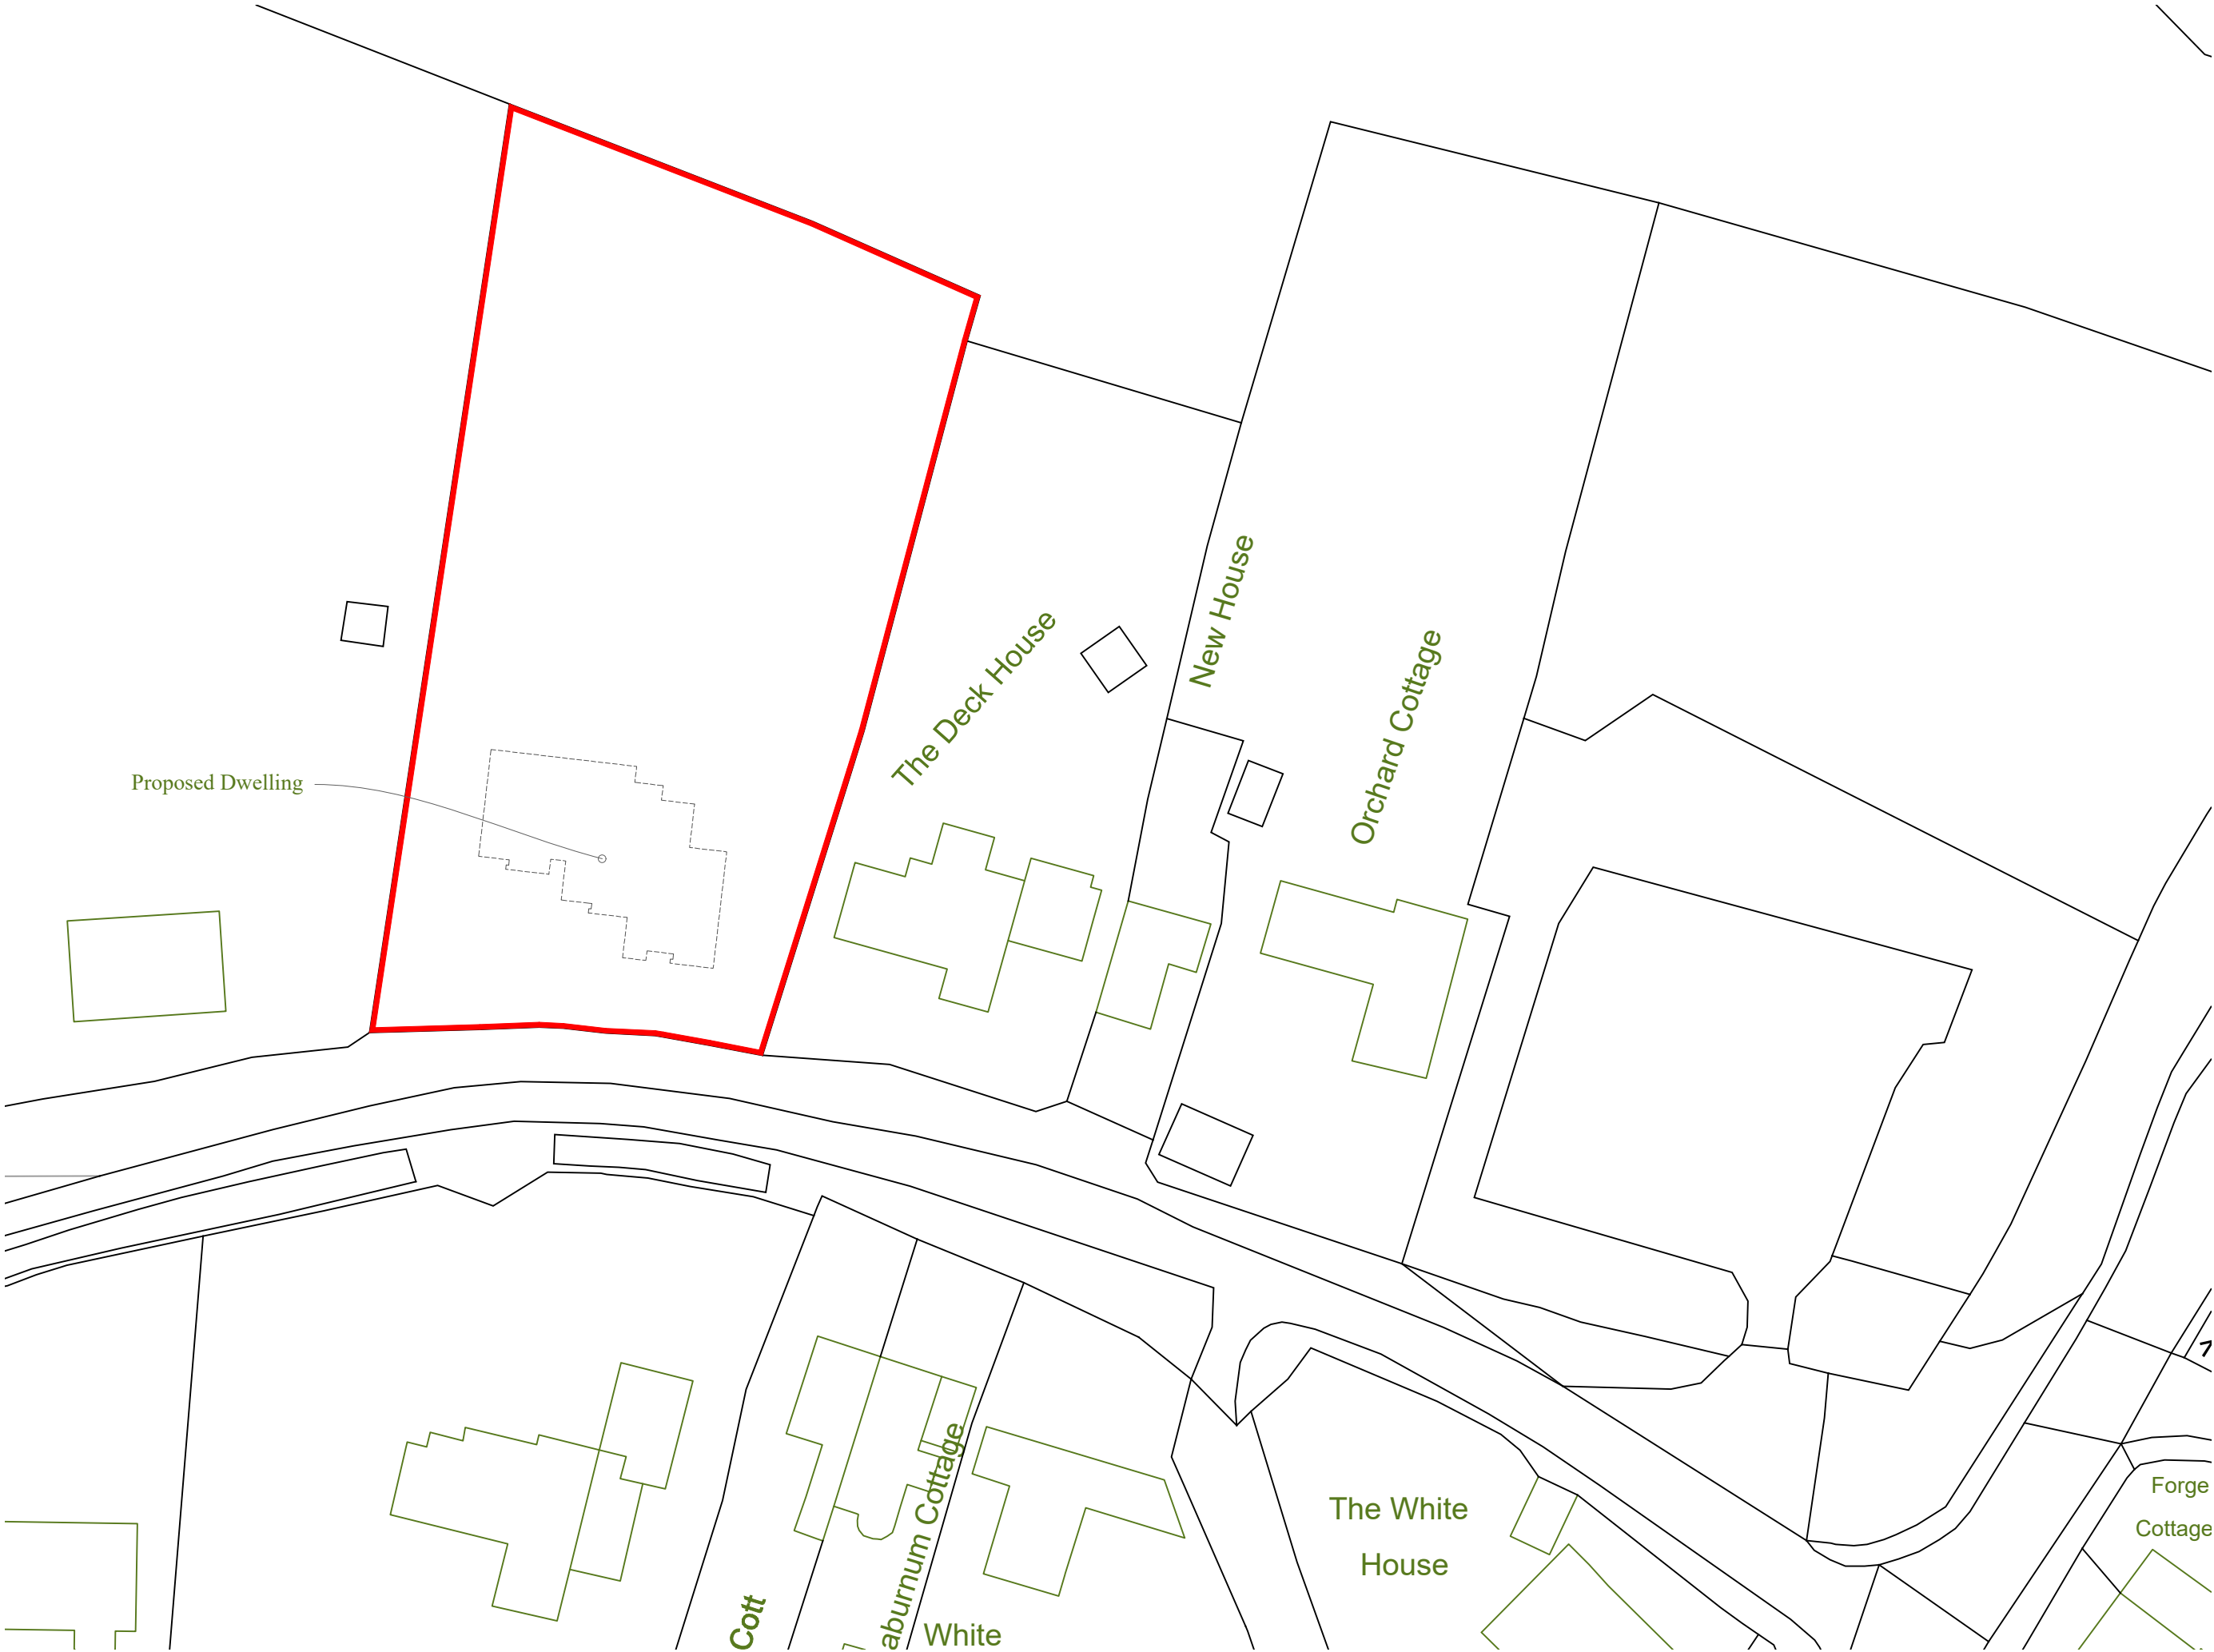 New House
The Deck House
Orchard Cottage
Proposed Dwelling
Forge
Cottage
The White
House
aburnum Cottage
Cott
White